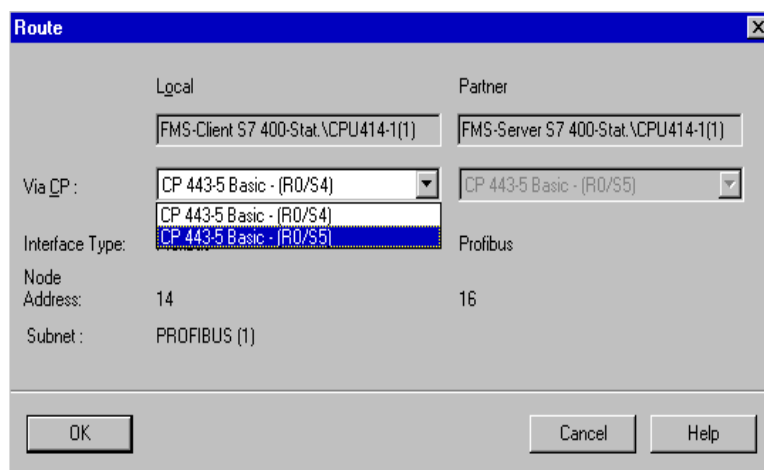 Route
Local Partner
FMS-Client S7 400-Stat.\CPU414-1(1) FMS-Server S7 400-Stat.\CPU414-1(1)
Via CP : CP 443-5 Basic - (R0/S4) CP 443-5 Basic - (R0/S5)
CP 443-5 Basic - (R0/S4)
CP 443-5 Basic - (R0/S5)
Interface Type: Profibus
Node
Address: 14 16
Subnet : PROFIBUS (1)
OK Cancel Help